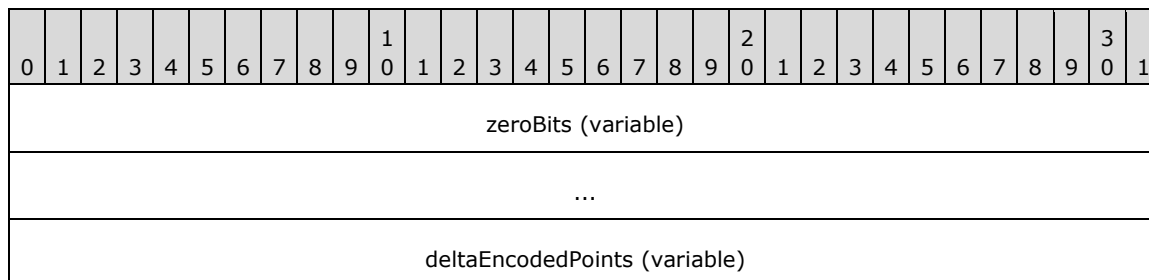 1 2 3
0 1 2 3 4 5 6 7 8 9 0 1 2 3 4 5 6 7 8 9 0 1 2 3 4 5 6 7 8 9 0 1
zeroBits (variable)
...
deltaEncodedPoints (variable)